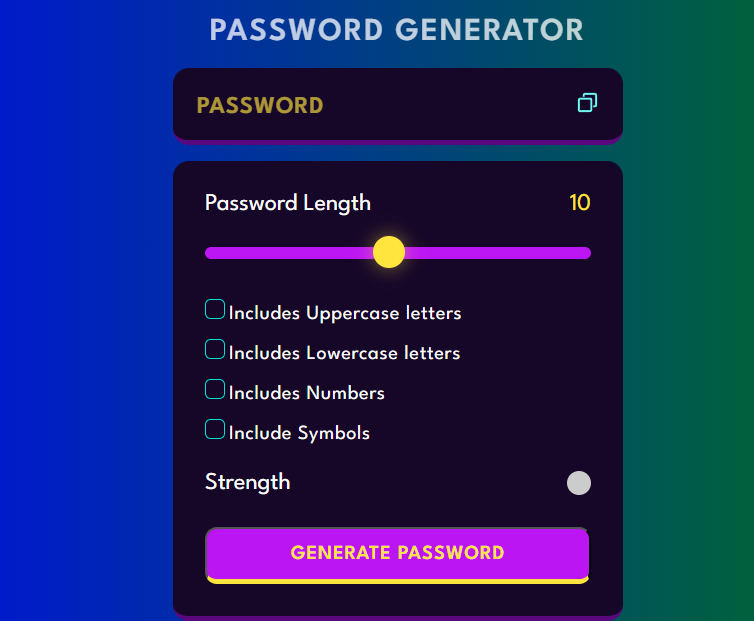 PASSWORD GENERATOR
PASSWORD
Password Length 10
Includes Uppercase letters
Includes Lowercase letters
Includes Numbers
Include Symbols
Strength
GENERATE PASSWORD